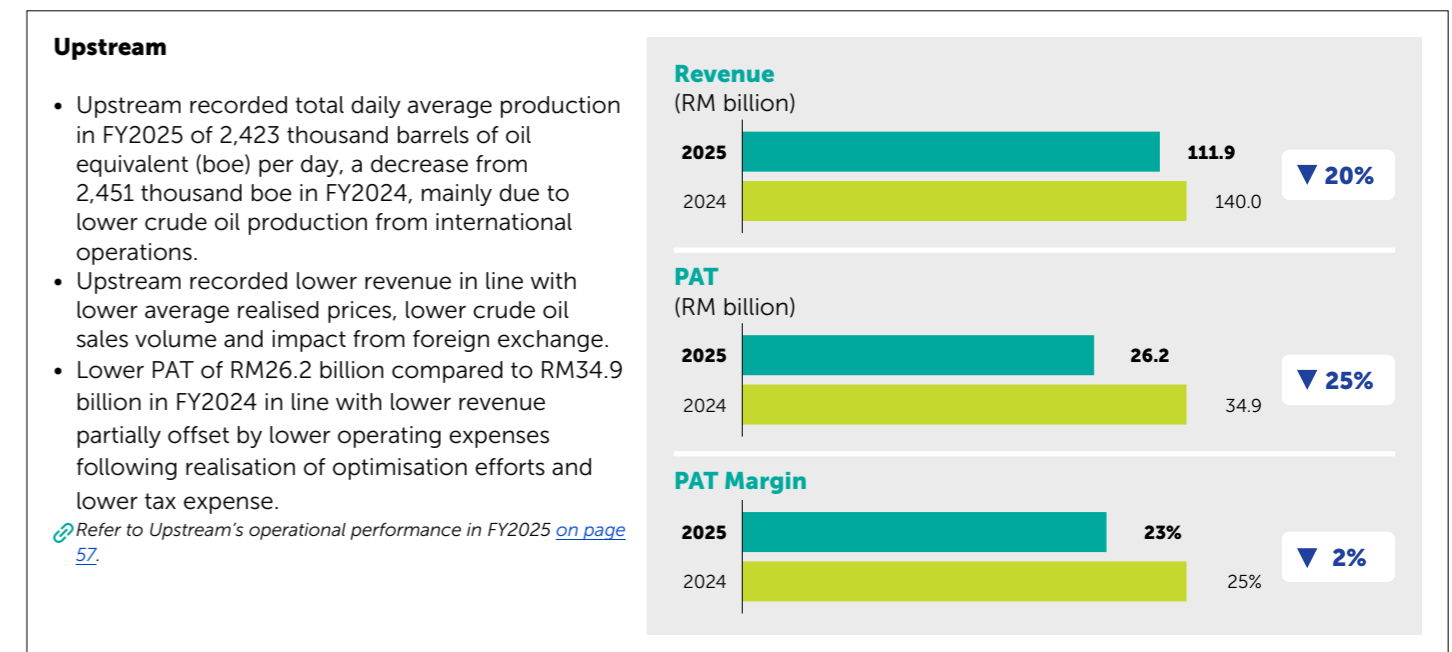 Upstream
• Upstream recorded total daily average production
in FY2025 of 2,423 thousand barrels of oil
equivalent (boe) per day, a decrease from
2,451 thousand boe in FY2024, mainly due to
lower crude oil production from international
operations.
• Upstream recorded lower revenue in line with
lower average realised prices, lower crude oil
sales volume and impact from foreign exchange.
• Lower PAT of RM26.2 billion compared to RM34.9
billion in FY2024 in line with lower revenue
partially offset by lower operating expenses
following realisation of optimisation efforts and
lower tax expense.
Refer to Upstream’s operational performance in FY2025 on page
57.
Revenue
(RM billion)
2025 111.9
▼ 20%
2024 140.0
PAT
(RM billion)
2025 26.2
▼ 25%
2024 34.9
PAT Margin
2025 23%
▼ 2%
2024 25%